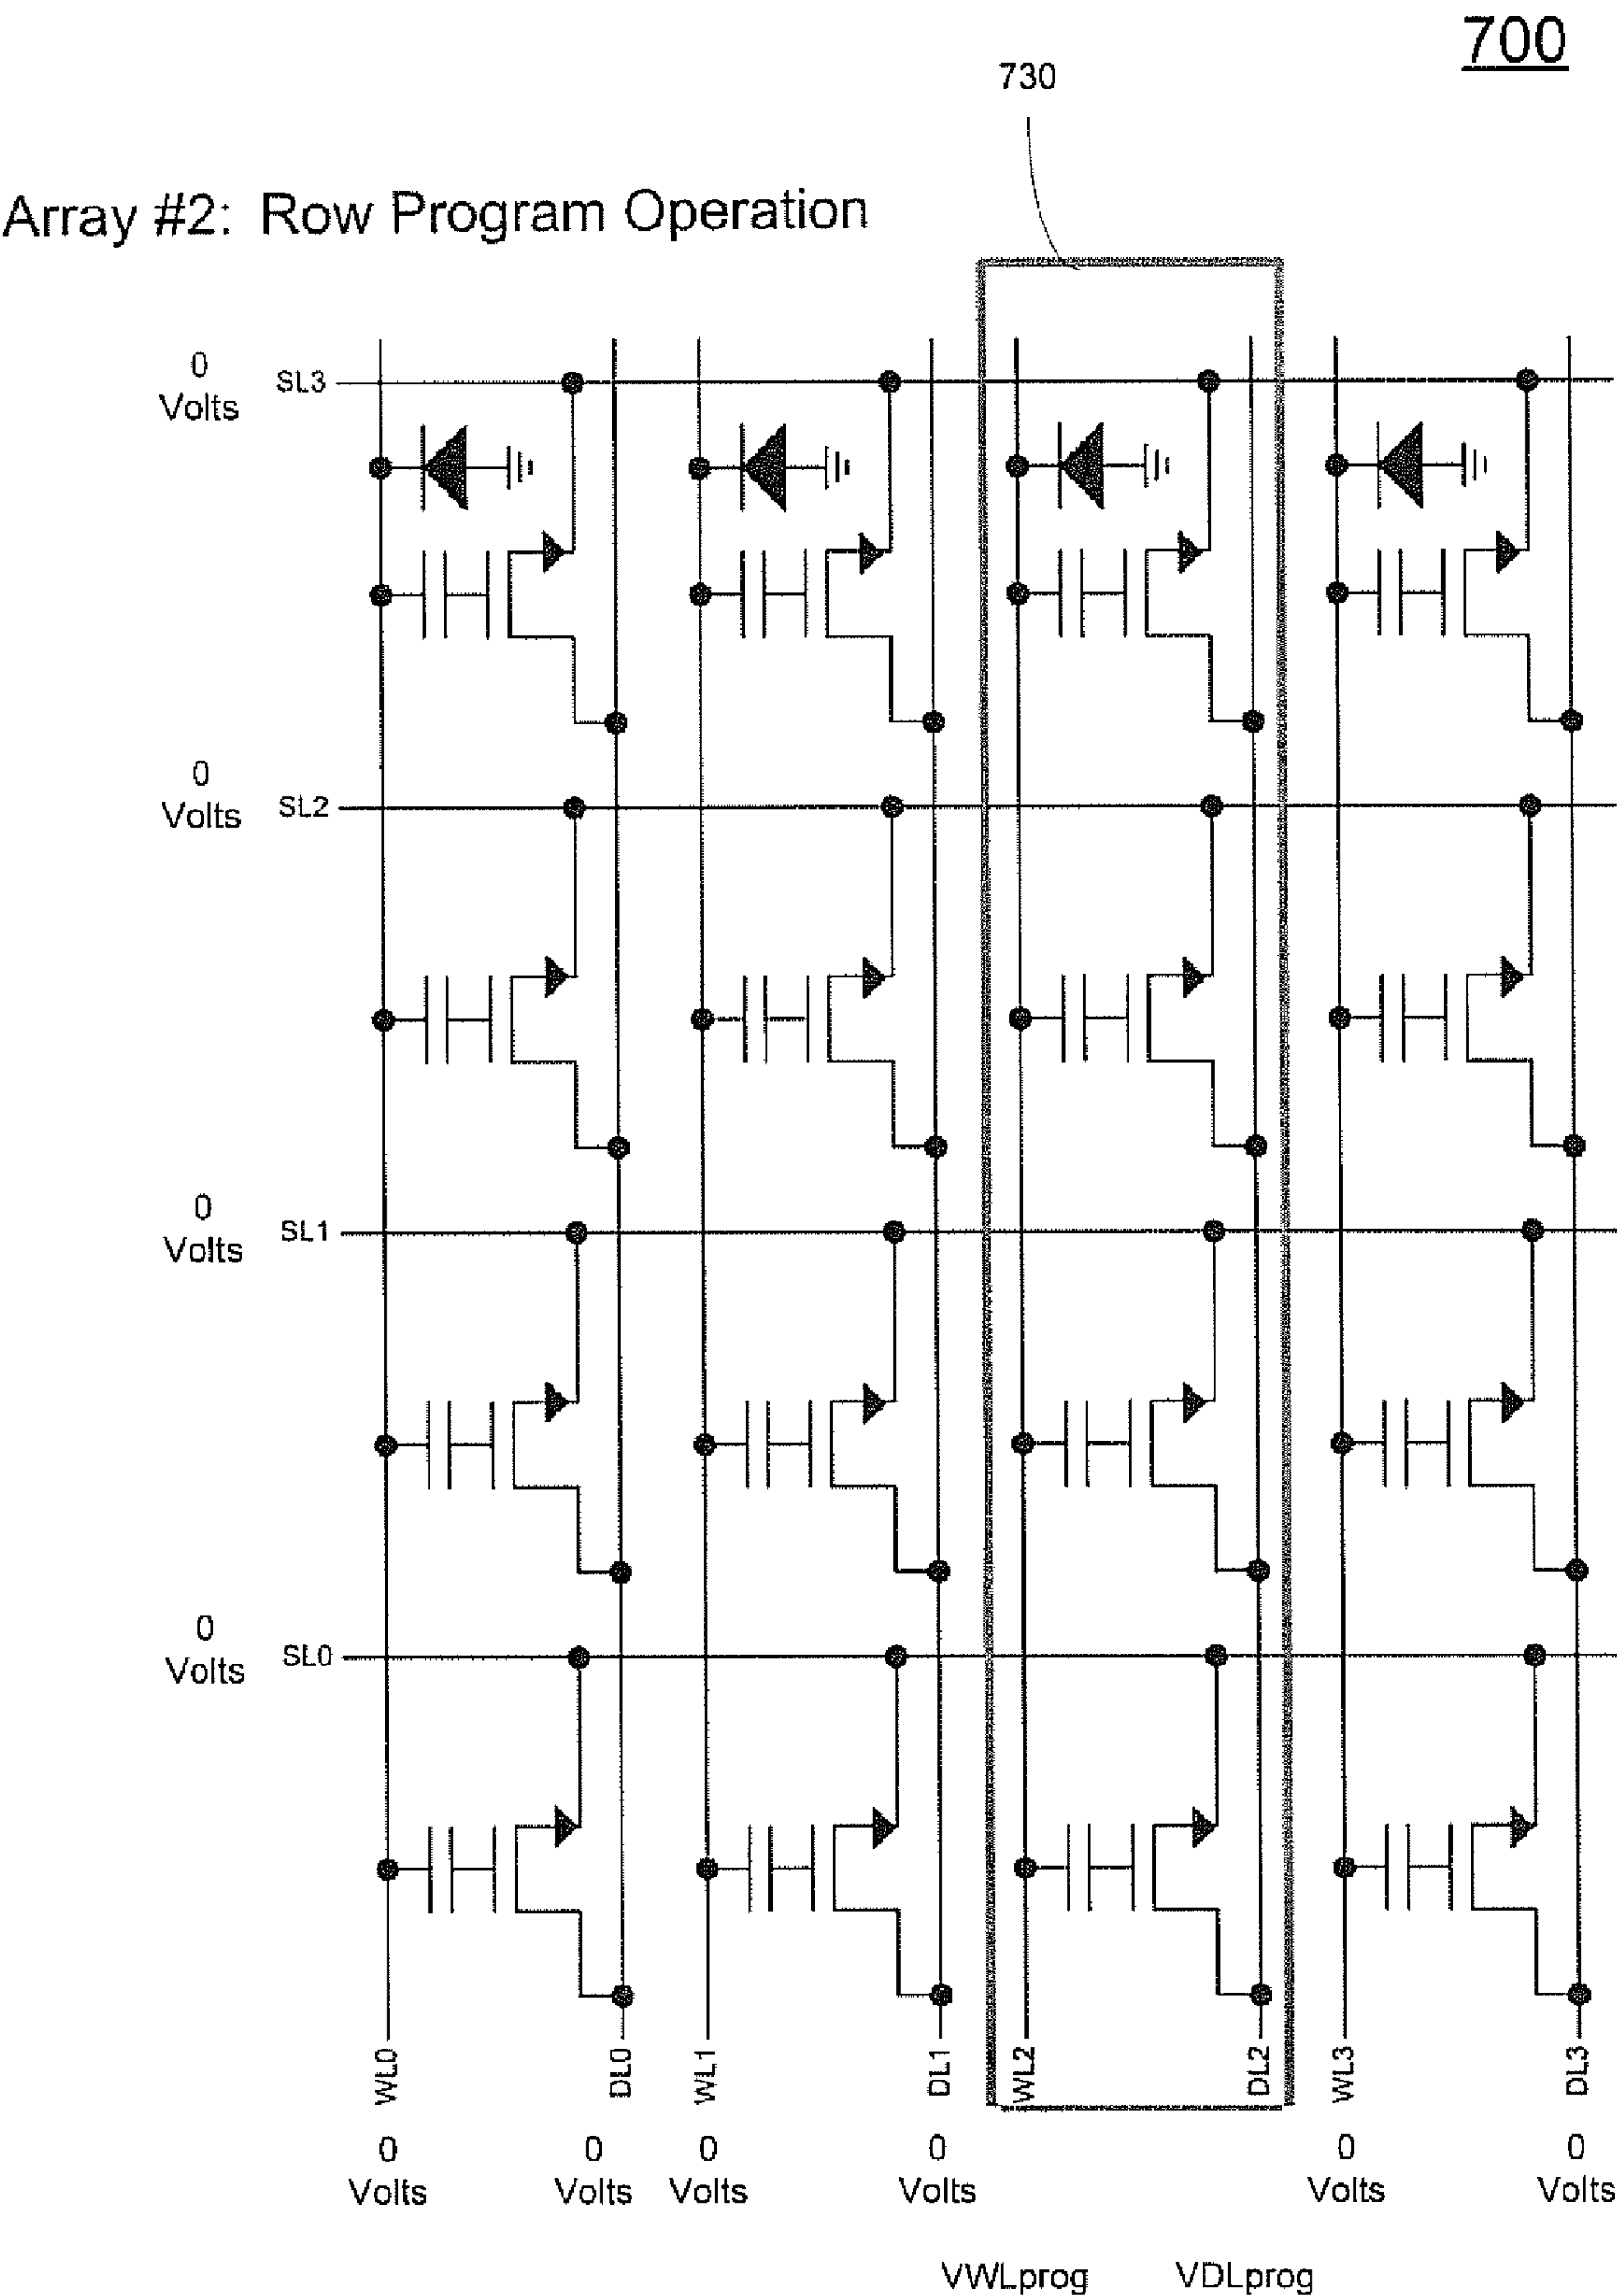 700
730
Array #2: Row Program Operation
0
Volts
SL3
0
Volts
SL2
0
Volts
SL1
0
Volts
SL0
WL0
DL0
WL1
DL1
WL2
DL2
WL3
DL3
0
Volts
0
Volts
0
Volts
0
Volts
0
Volts
0
Volts
VWLprog
VDLprog